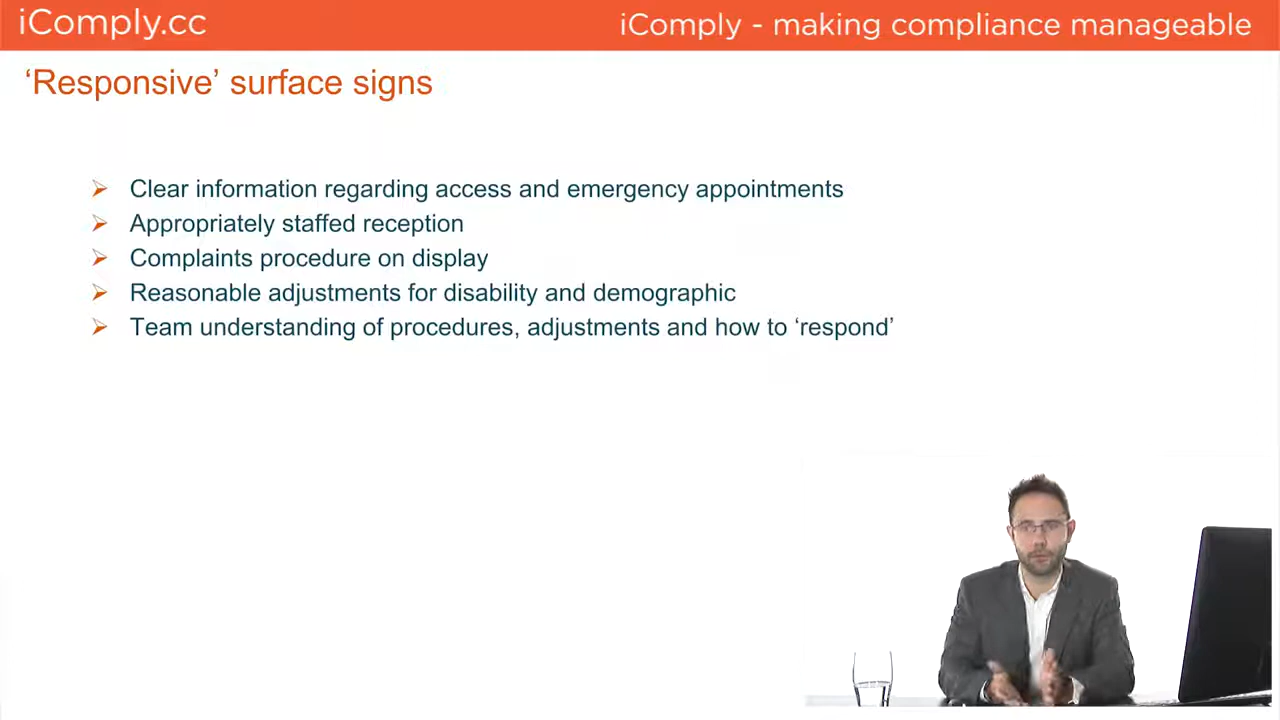 iComply.cc
iComply - making compliance manageable
‘Responsive’ surface signs
Clear information regarding access and emergency appointments
Appropriately staffed reception
Complaints procedure on display
Reasonable adjustments for disability and demographic
Team understanding of procedures, adjustments and how to ‘respond’